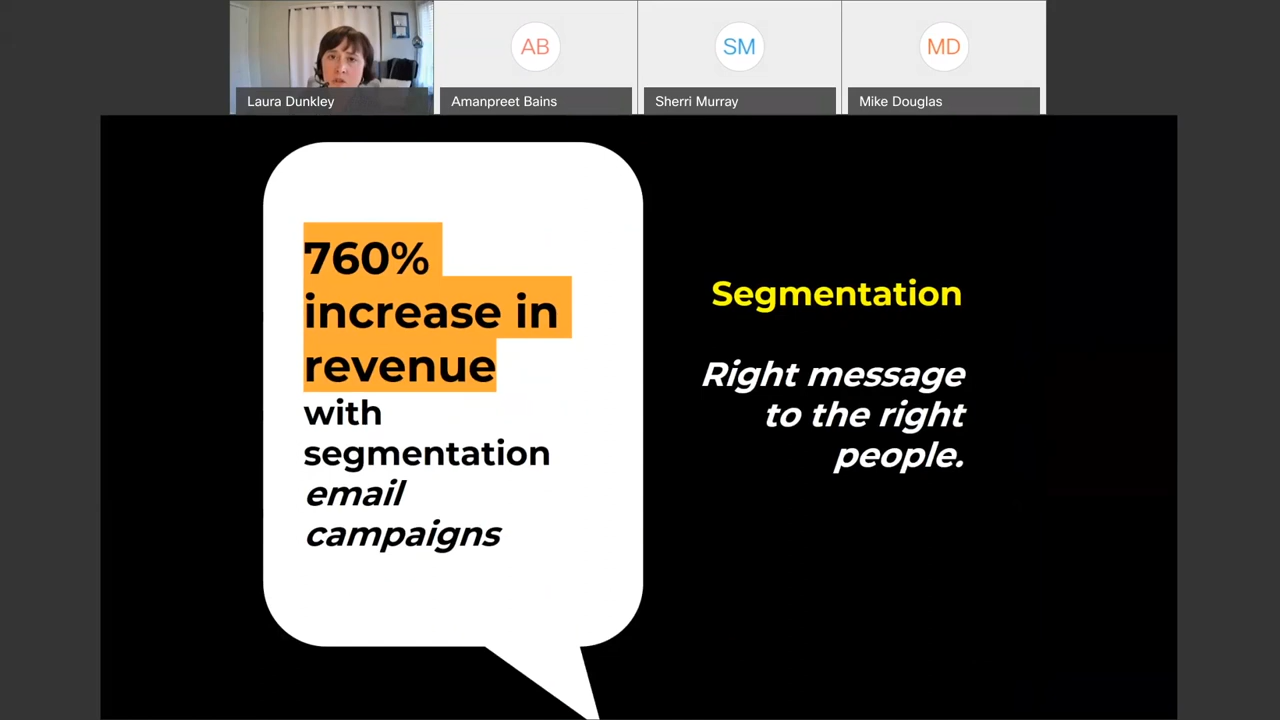 AB
SM
MD
Laura Dunkley
Amanpreet Bains
Sherri Murray
Mike Douglas
760%
increase in
revenue
with
segmentation
email
campaigns
Segmentation
Right message
to the right
people.